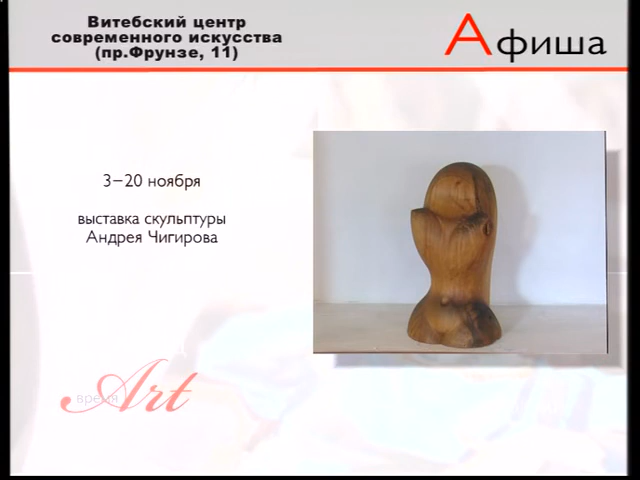 Витебский центр
современного искусства
(пр.Фрунзе, 11)
Афиша
3–20 ноября
выставка скульптуры
Андрея Чигирова
время
Art